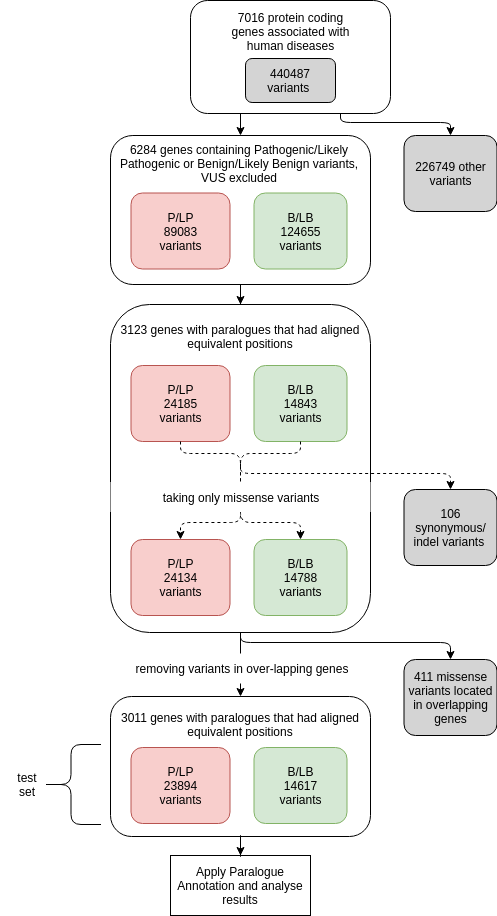 7016 protein coding
genes associated with
human diseases
440487
variants
6284 genes containing Pathogenic/Likely
Pathogenic or Benign/Likely Benign variants,
VUS excluded
226749 other
variants
P/LP
89083
variants
B/LB
124655
variants
3123 genes with paralogues that had aligned
equivalent positions
P/LP
24185
variants
B/LB
14843
variants
taking only missense variants
106
synonymous/
indel variants
P/LP
24134
variants
B/LB
14788
variants
removing variants in over-lapping genes
411 missense
variants located
in overlapping
genes
3011 genes with paralogues that had aligned
equivalent positions
test
set
P/LP
23894
variants
B/LB
14617
variants
Apply Paralogue
Annotation and analyse
results